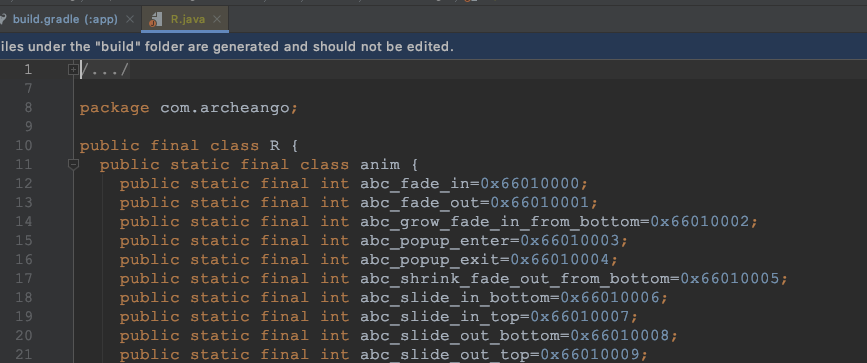 build.gradle (:app)
R.java
iles under the "build" folder are generated and should not be edited.
1 /.../
7
8 package com.archeango;
9
10 public final class R {
11 public static final class anim {
12 public static final int abc_fade_in=0x66010000;
13 public static final int abc_fade_out=0x66010001;
14 public static final int abc_grow_fade_in_from_bottom=0x66010002;
15 public static final int abc_popup_enter=0x66010003;
16 public static final int abc_popup_exit=0x66010004;
17 public static final int abc_shrink_fade_out_from_bottom=0x66010005;
18 public static final int abc_slide_in_bottom=0x66010006;
19 public static final int abc_slide_in_top=0x66010007;
20 public static final int abc_slide_out_bottom=0x66010008;
21 public static final int abc_slide_out_top=0x66010009;